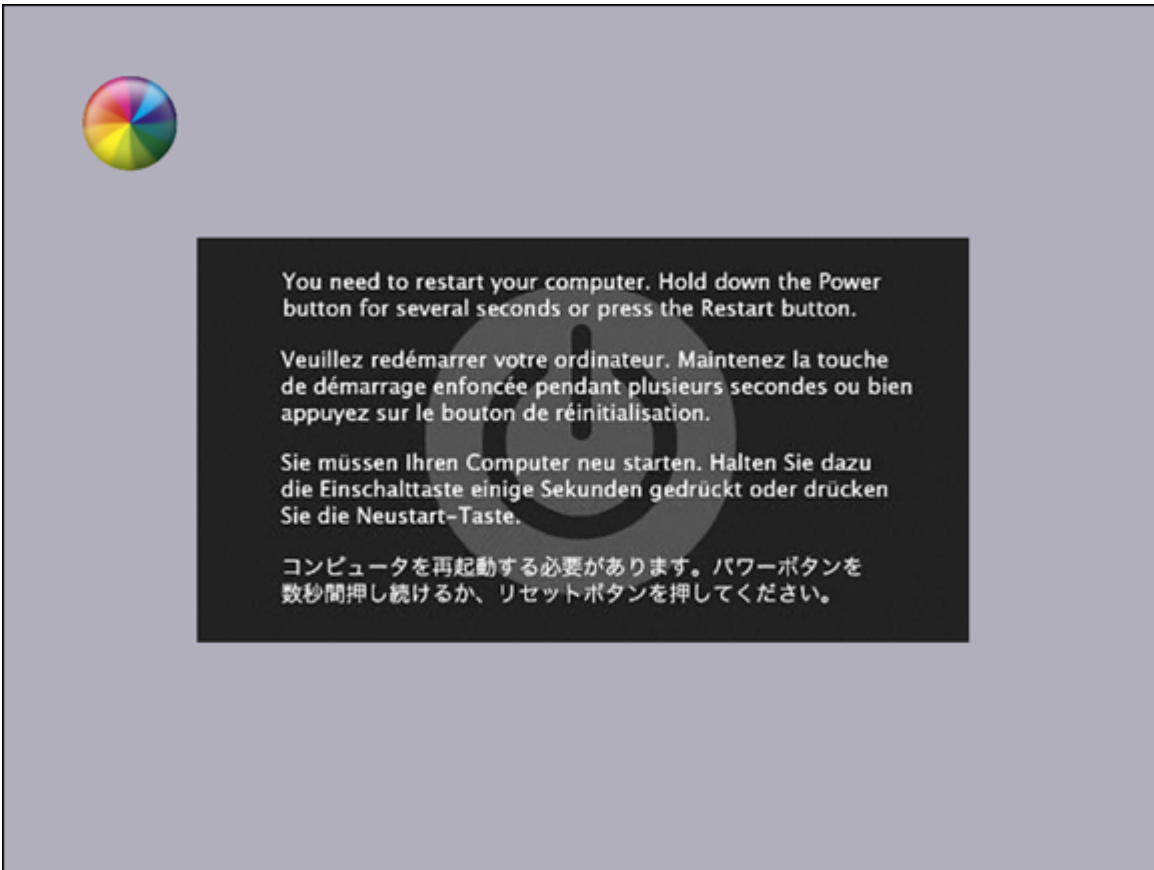 You need to restart your computer. Hold down the Power
button for several seconds or press the Restart button.
Veuillez redémarrer votre ordinateur. Maintenez la touche
de démarrage enfoncée pendant plusieurs secondes ou bien
appuyez sur le bouton de réinitialisation.
Sie müssen Ihren Computer neu starten. Halten Sie dazu
die Einschalttaste einige Sekunden gedrückt oder drücken
Sie die Neustart-Taste.
コンピュータを再起動する必要があります。パワーボタンを
数秒間押し続けるか、リセットボタンを押してください。